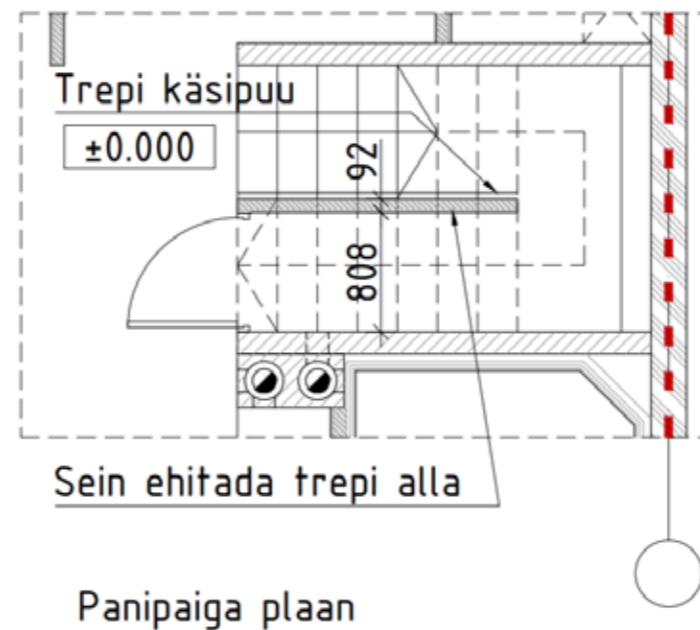 Trepi käsipuu
±0.000
92
808
Sein ehitada trepi alla
Panipaiga plaan